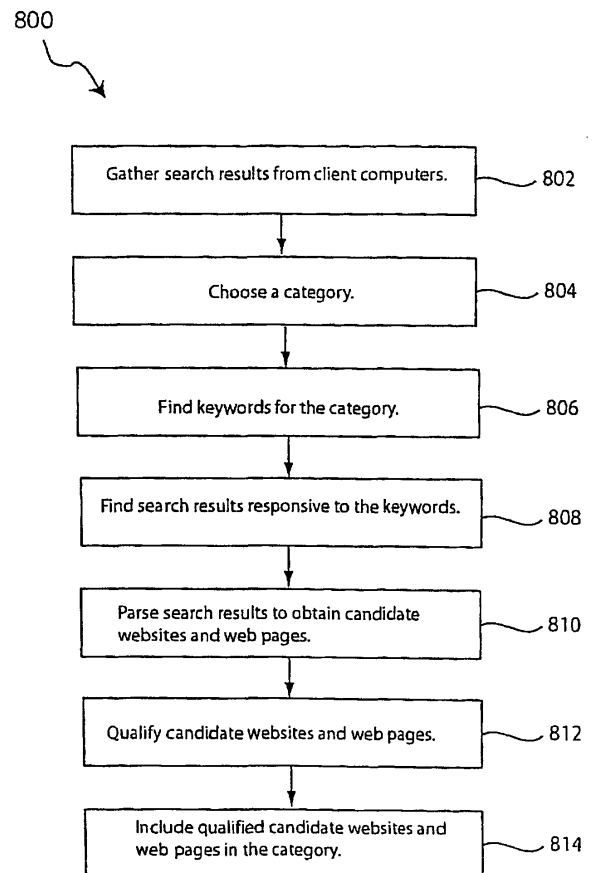 800
Gather search results from client computers.
802
Choose a category.
804
Find keywords for the category.
806
Find search results responsive to the keywords.
808
Parse search results to obtain candidate
websites and web pages.
810
Qualify candidate websites and web pages.
812
Include qualified candidate websites and
web pages in the category.
814